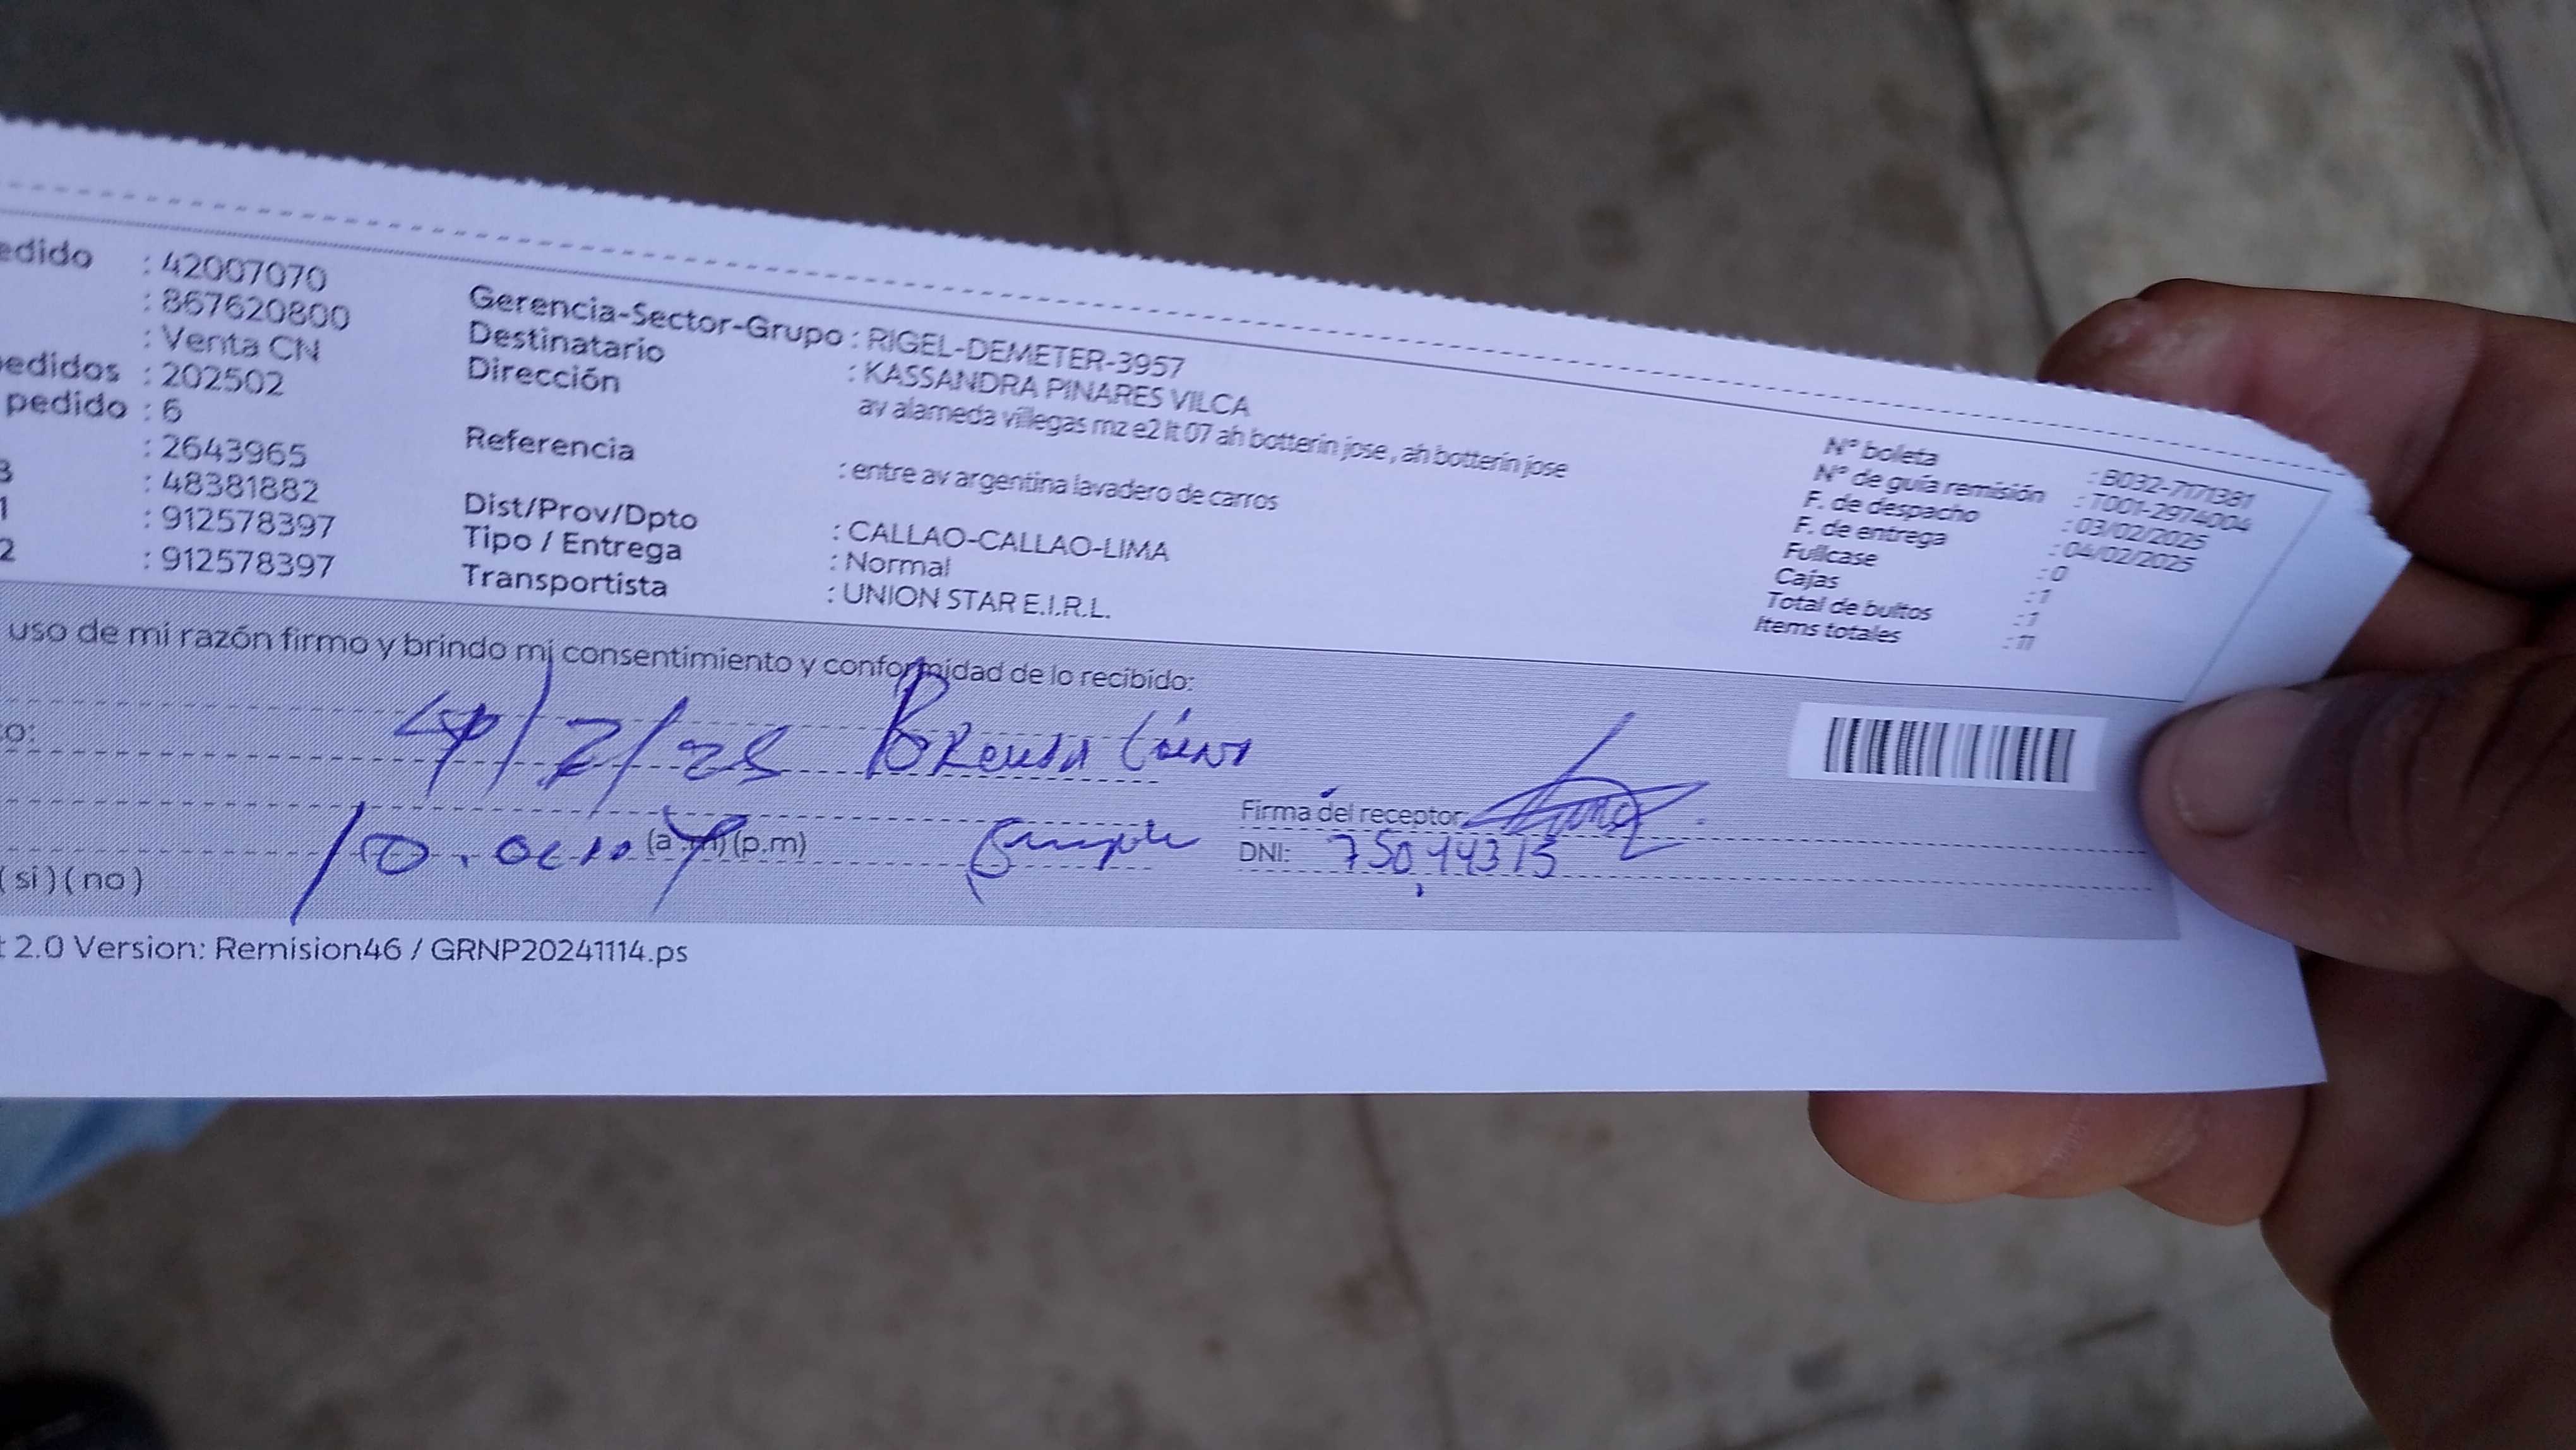 edido : 42007070
: 867620800
: Venta CN
edidos : 202502
pedido : 6
: 2643965
3 : 48381882
1 : 912578397
2 : 912578397
Gerencia-Sector-Grupo : RIGEL-DEMETER-3957
Destinatario : KASSANDRA PINARES VILCA
Dirección av alameda villegas mz e2 lt 07 ah botterin jose , ah botterin jose
Referencia : entre av argentina lavadero de carros
Dist/Prov/Dpto : CALLAO-CALLAO-LIMA
Tipo / Entrega : Normal
Transportista : UNION STAR E.I.R.L.
N° boleta : B032-7171381
N° de guía remisión : T001-2974004
F. de despacho : 03/02/2025
F. de entrega : 04/02/2025
Fullcase : 0
Cajas : 1
Total de bultos : 1
Items totales : 11
uso de mi razón firmo y brindo mi consentimiento y conformidad de lo recibido:
o: 4/2/25 Brenda
10. (a.m) (p.m)
Firma del receptor:
DNI: 75044315
( si ) ( no )
t 2.0 Version: Remision46 / GRNP20241114.ps